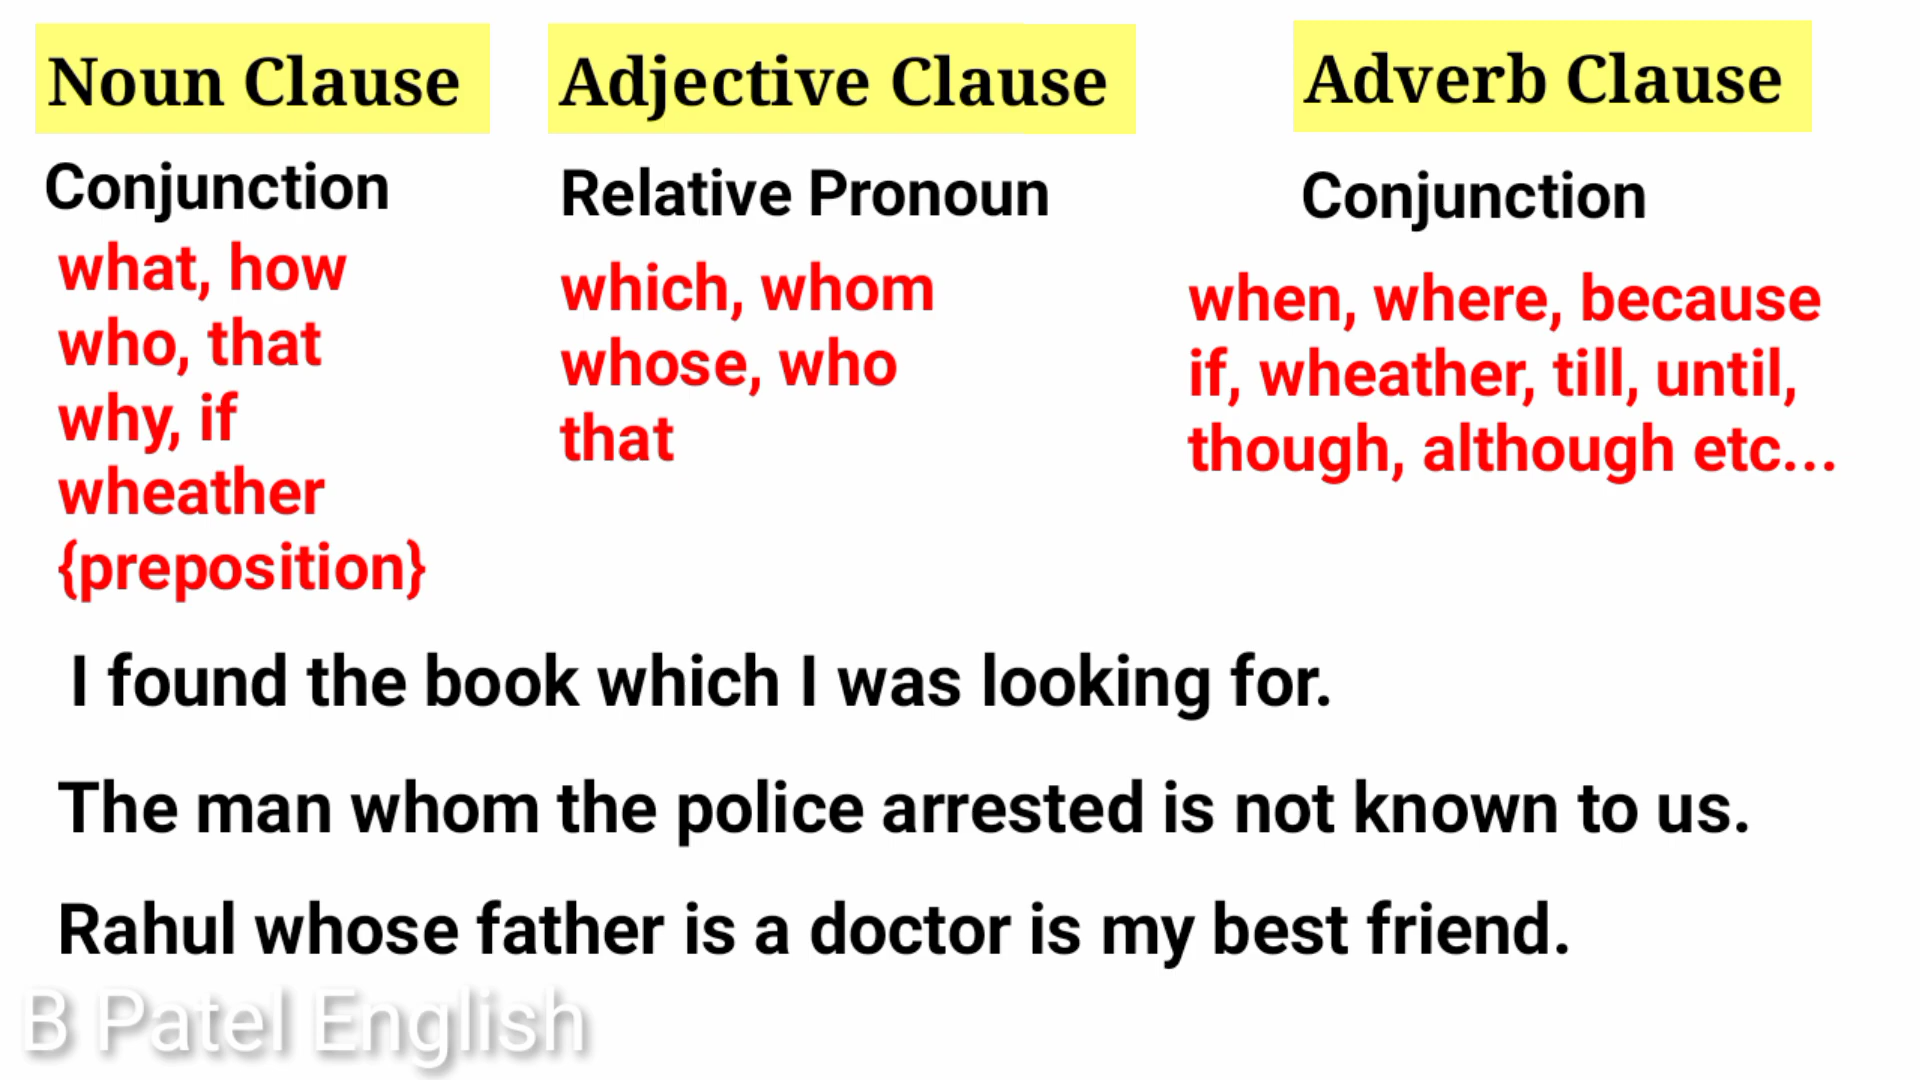 Noun Clause
Conjunction
what, how
who, that
why, if
wheather
{preposition}
Adjective Clause
Relative Pronoun
which, whom
whose, who
that
Adverb Clause
Conjunction
when, where, because
if, wheather, till, until,
though, although etc...
I found the book which I was looking for.
The man whom the police arrested is not known to us.
Rahul whose father is a doctor is my best friend.
B Patel English